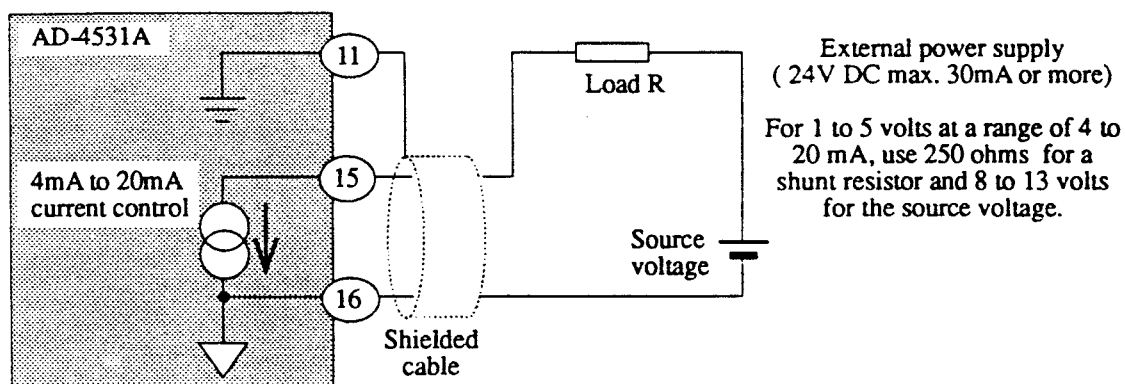 AD-4531A
11
4mA to 20mA
current control
15
16
Shielded
cable
Load R
Source
voltage
External power supply
( 24V DC max. 30mA or more)
For 1 to 5 volts at a range of 4 to
20 mA, use 250 ohms for a
shunt resistor and 8 to 13 volts
for the source voltage.